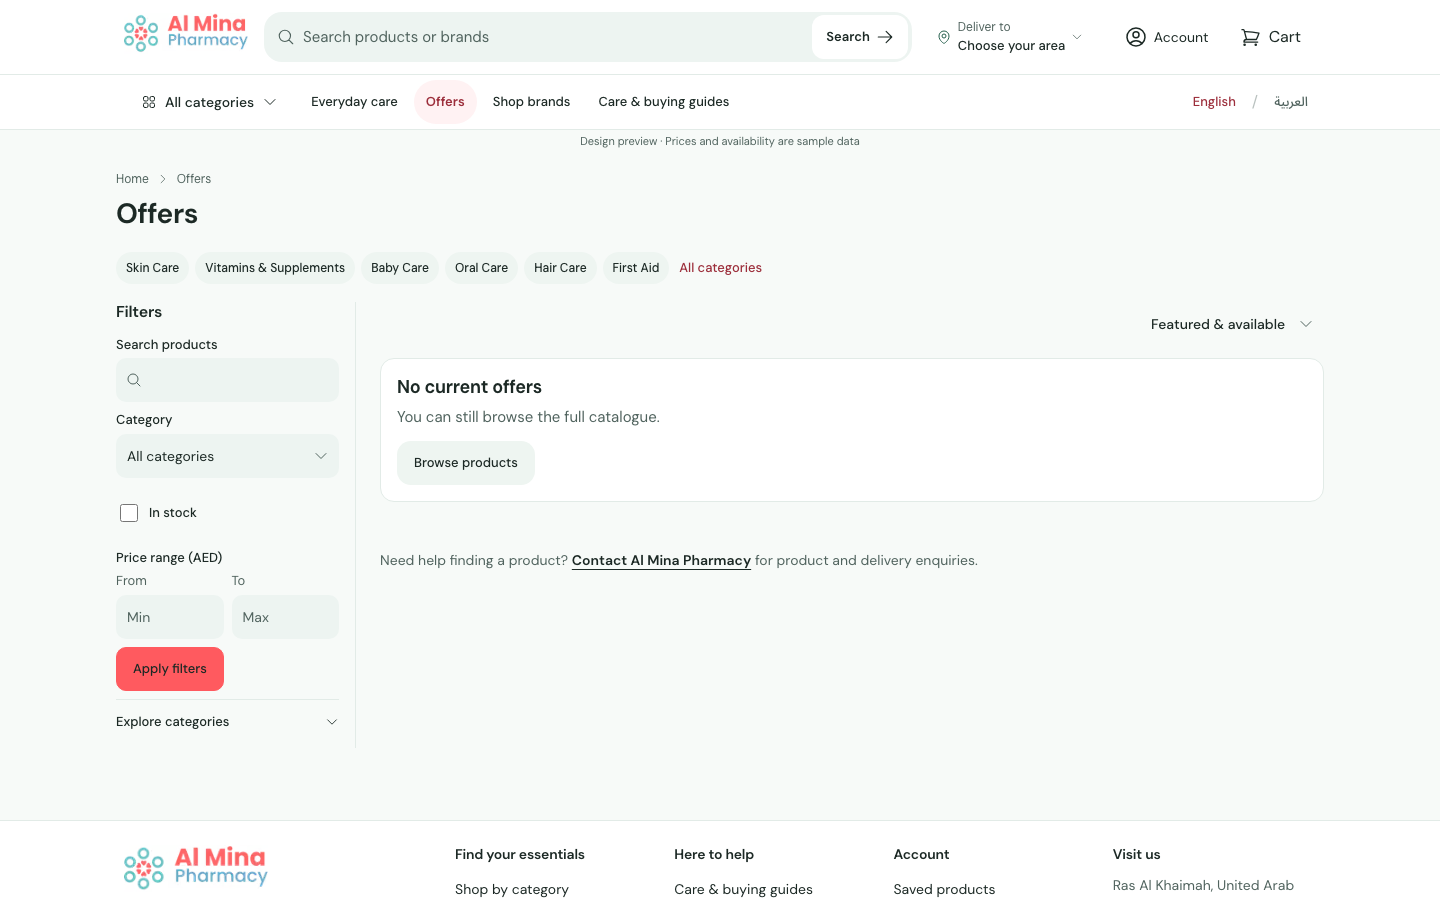 Al Mina
Pharmacy
Search products or brands
Search
Deliver to
Choose your area
Account
Cart
All categories
Everyday care
Offers
Shop brands
Care & buying guides
English / العربية
Design preview · Prices and availability are sample data
Home
Offers
Offers
Skin Care
Vitamins & Supplements
Baby Care
Oral Care
Hair Care
First Aid
All categories
Filters
Search products
Category
All categories
In stock
Price range (AED)
From
To
Min
Max
Apply filters
Explore categories
Featured & available
No current offers
You can still browse the full catalogue.
Browse products
Need help finding a product? Contact Al Mina Pharmacy for product and delivery enquiries.
Al Mina
Pharmacy
Find your essentials
Shop by category
Here to help
Care & buying guides
Account
Saved products
Visit us
Ras Al Khaimah, United Arab